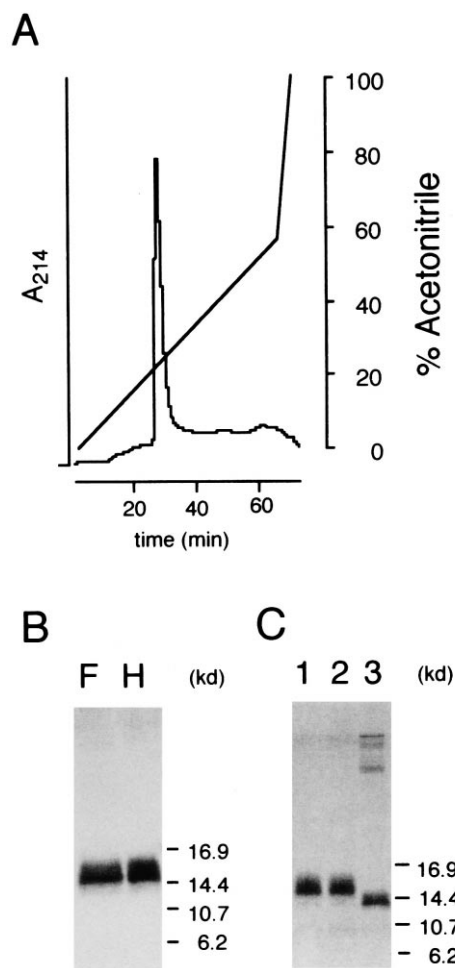 A
A214
100
80
60
40
20
0
% Acetonitrile
20 40 60
time (min)
B
F H (kd)
16.9
14.4
10.7
6.2
C
1 2 3 (kd)
16.9
14.4
10.7
6.2